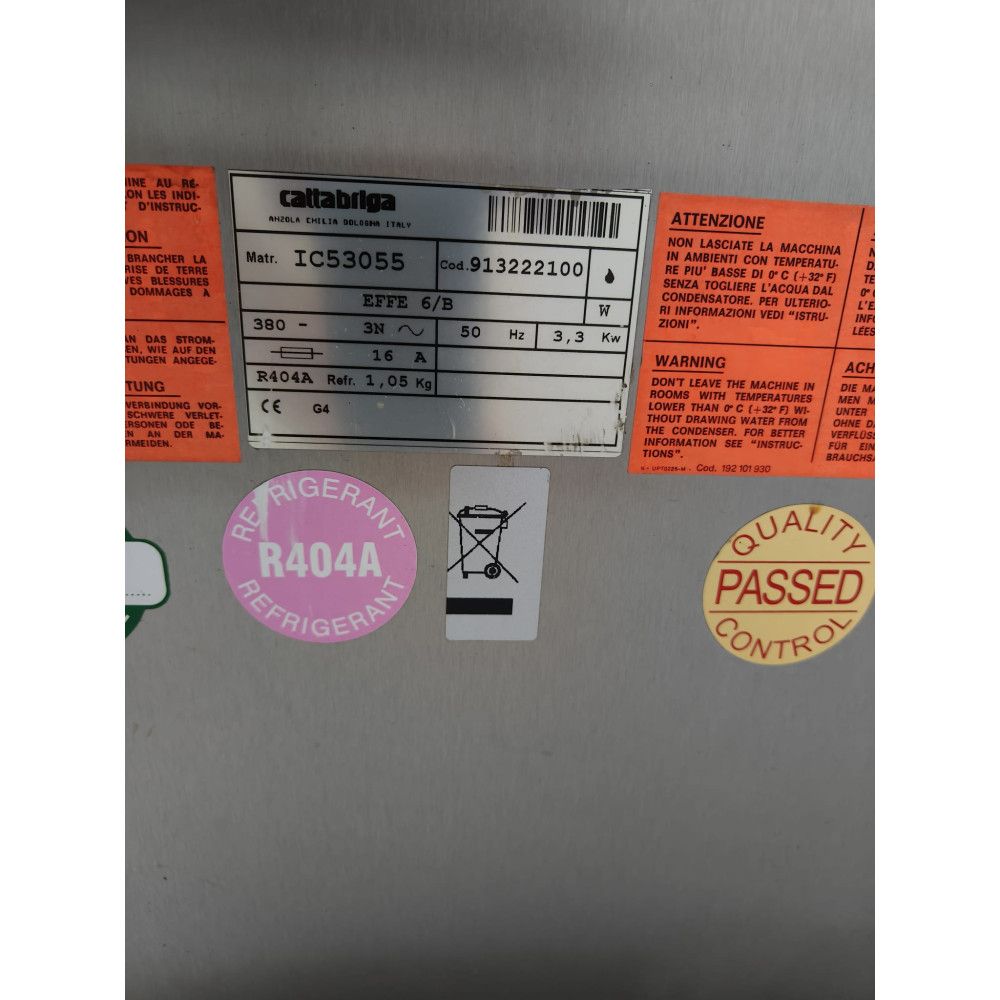 INE AU RÉ-
ON LES INDI-
D'INSTRUC-
ON
BRANCHER LA
RISE DE TERRE
VES BLESSURES
DOMMAGES A
AN DAS STROM-
EN, WIE AUF DEN
TUNGEN ANGEGE-
TUNG
VERBINDUNG VOR-
SCHWERE VERLET-
ERSONEN ODE BE-
N AN DER MA-
RMEIDEN.
cattabriga
ANZOLA EMILIA BOLOGNA ITALY
Matr. IC53055 Cod. 913222100
EFFE 6/B W
380 - 3N 50 Hz 3,3 Kw
16 A
R404A Refr. 1,05 Kg
CE G4
ATTENZIONE
NON LASCIATE LA MACCHINA
IN AMBIENTI CON TEMPERATU-
RE PIU' BASSE DI 0° C (+32° F)
SENZA TOGLIERE L'ACQUA DAL
CONDENSATORE. PER ULTERIO-
RI INFORMAZIONI VEDI "ISTRU-
ZIONI".
WARNING
DON'T LEAVE THE MACHINE IN
ROOMS WITH TEMPERATURES
LOWER THAN 0° C (+32° F) WI-
THOUT DRAWING WATER FROM
THE CONDENSER. FOR BETTER
INFORMATION SEE "INSTRUC-
TIONS".
Cod. 192 101 930
ACH
DIE MA
MEN M
UNTER
OHNE DA
VERFLÜSS
FÜR EIN
BRAUCHSA
REFRIGERANT
R404A
REFRIGERANT
QUALITY
PASSED
CONTROL